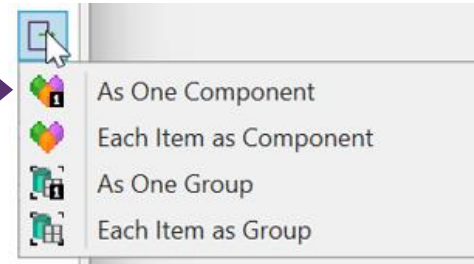 As One Component
Each Item as Component
As One Group
Each Item as Group